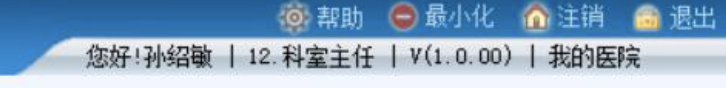 帮助 最小化 注销 退出
您好!孙绍敏 | 12.科室主任 | V(1.0.00) | 我的医院